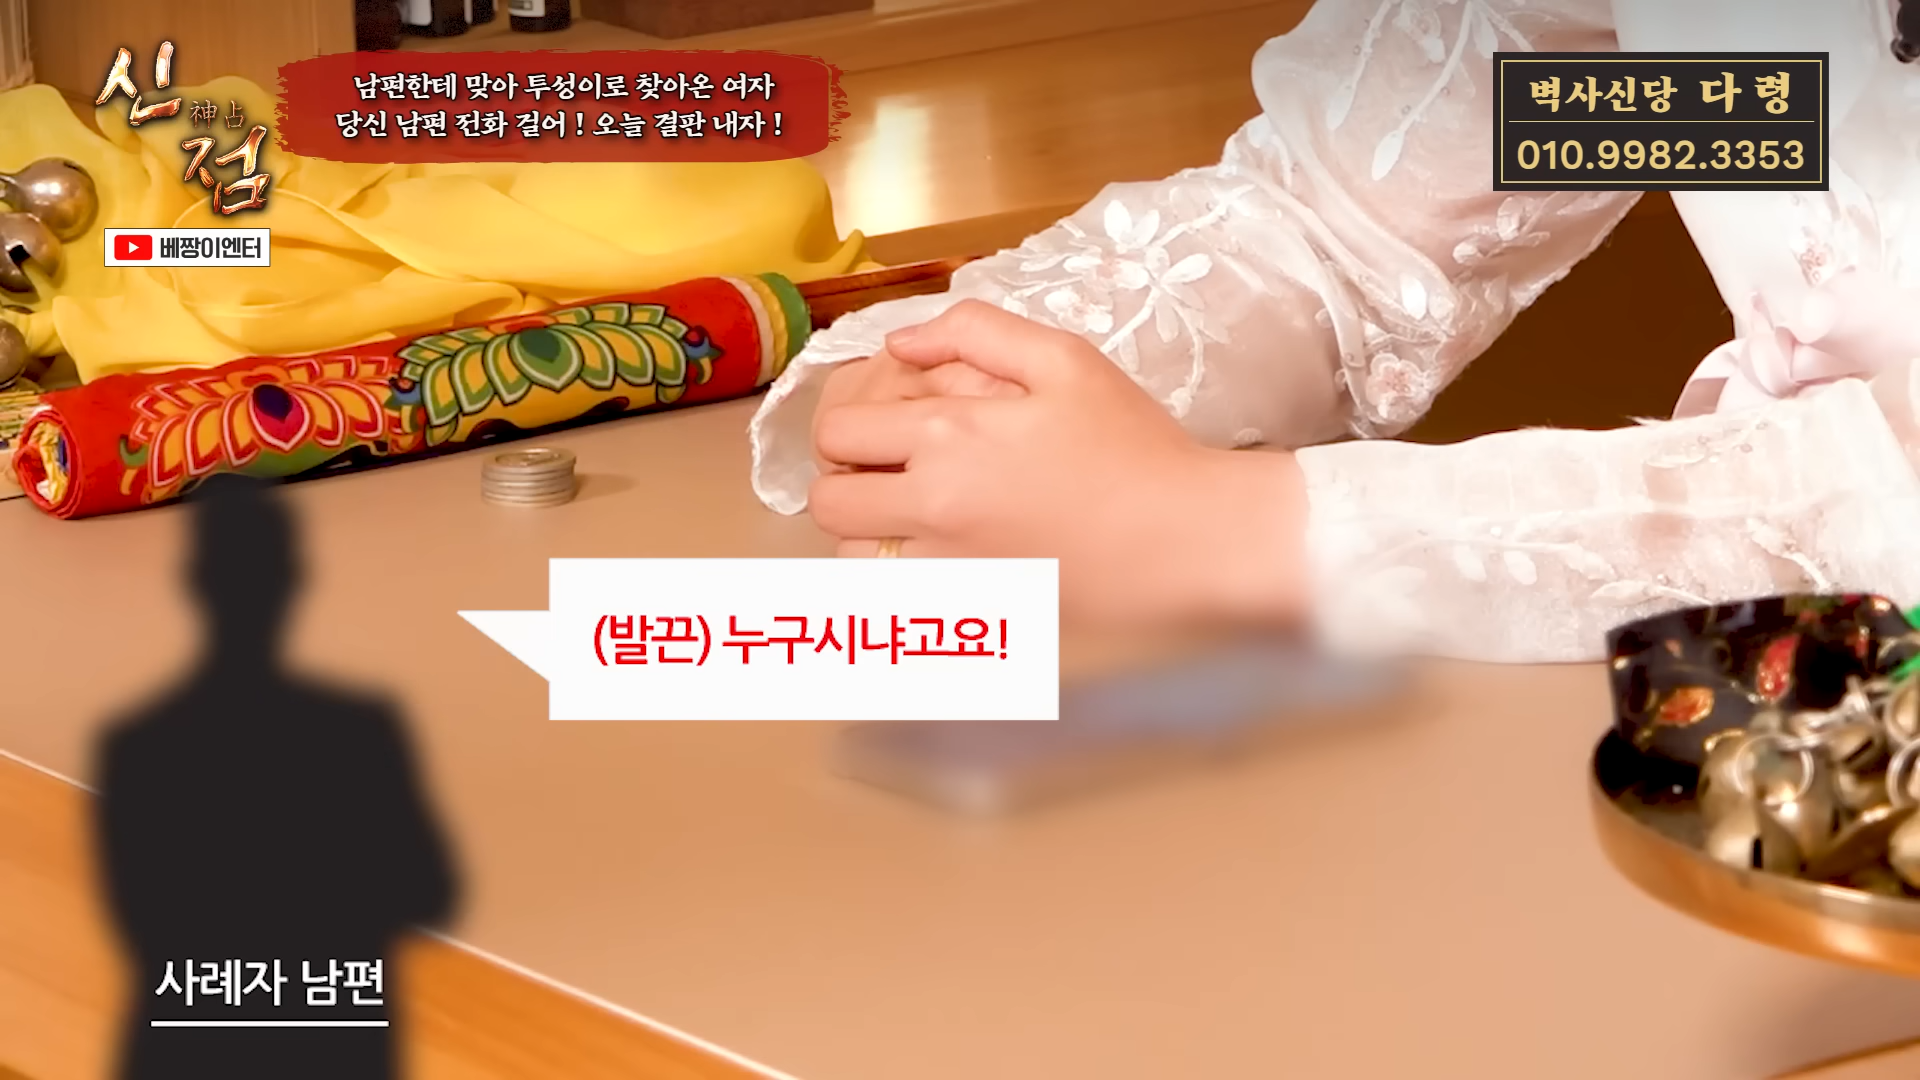 신점
神占
남편한테 맞아 투성이로 찾아온 여자
당신 남편 전화 걸어 ! 오늘 결판 내자 !
벽사신당 다령
010.9982.3353
베짱이엔터
(발끈) 누구시냐고요!
사례자 남편